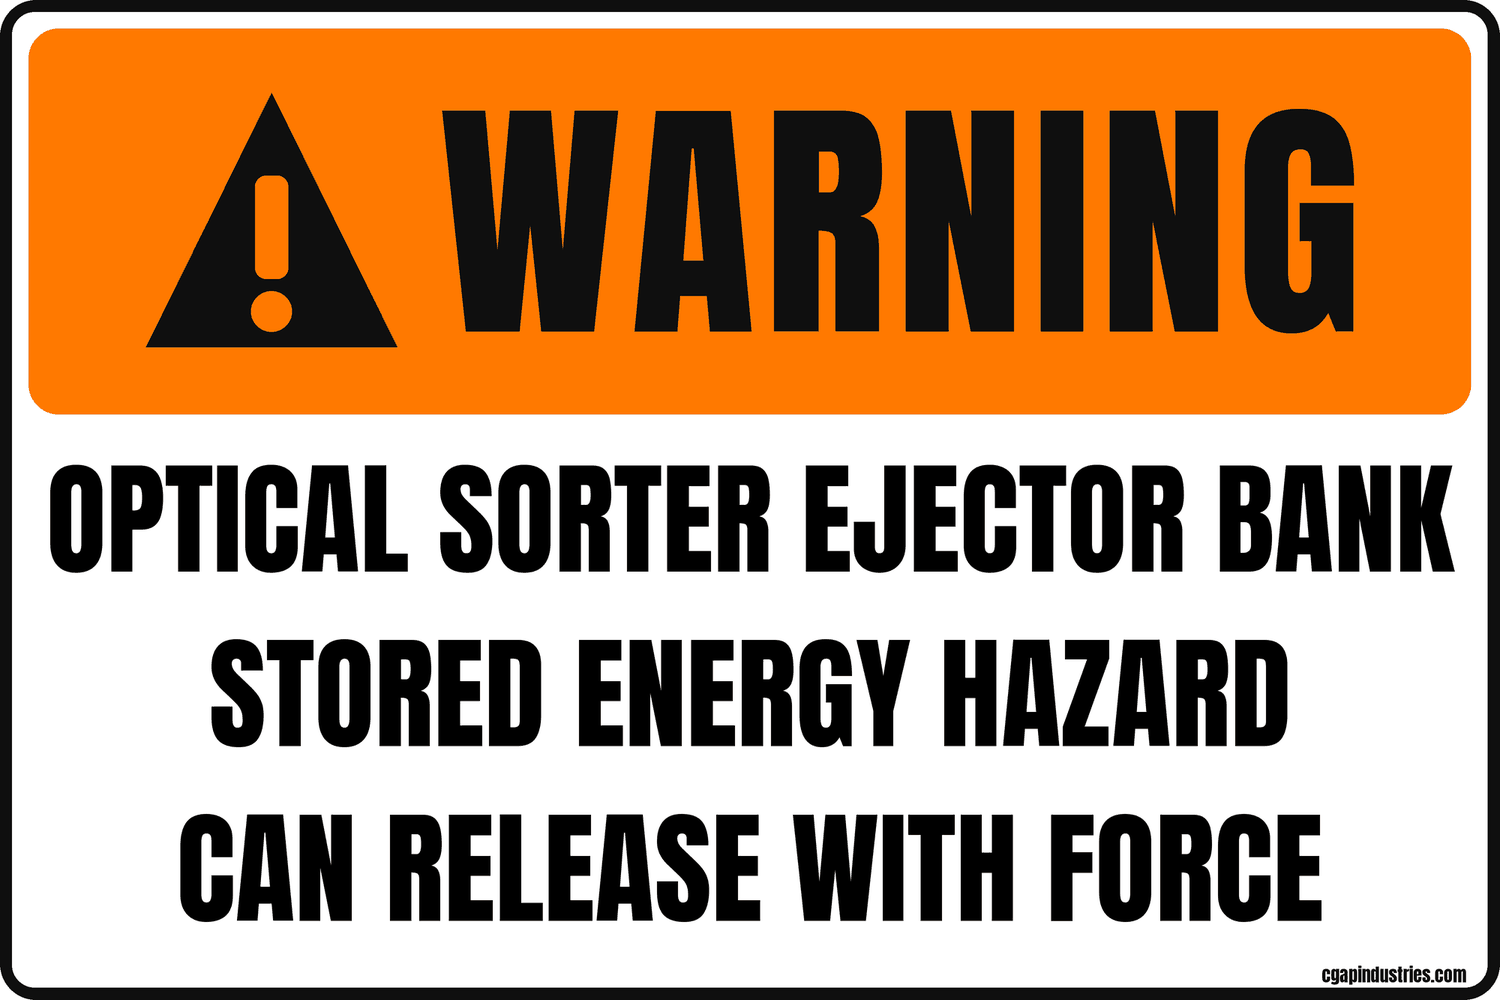 WARNING
OPTICAL SORTER EJECTOR BANK
STORED ENERGY HAZARD
CAN RELEASE WITH FORCE
cgapindustries.com